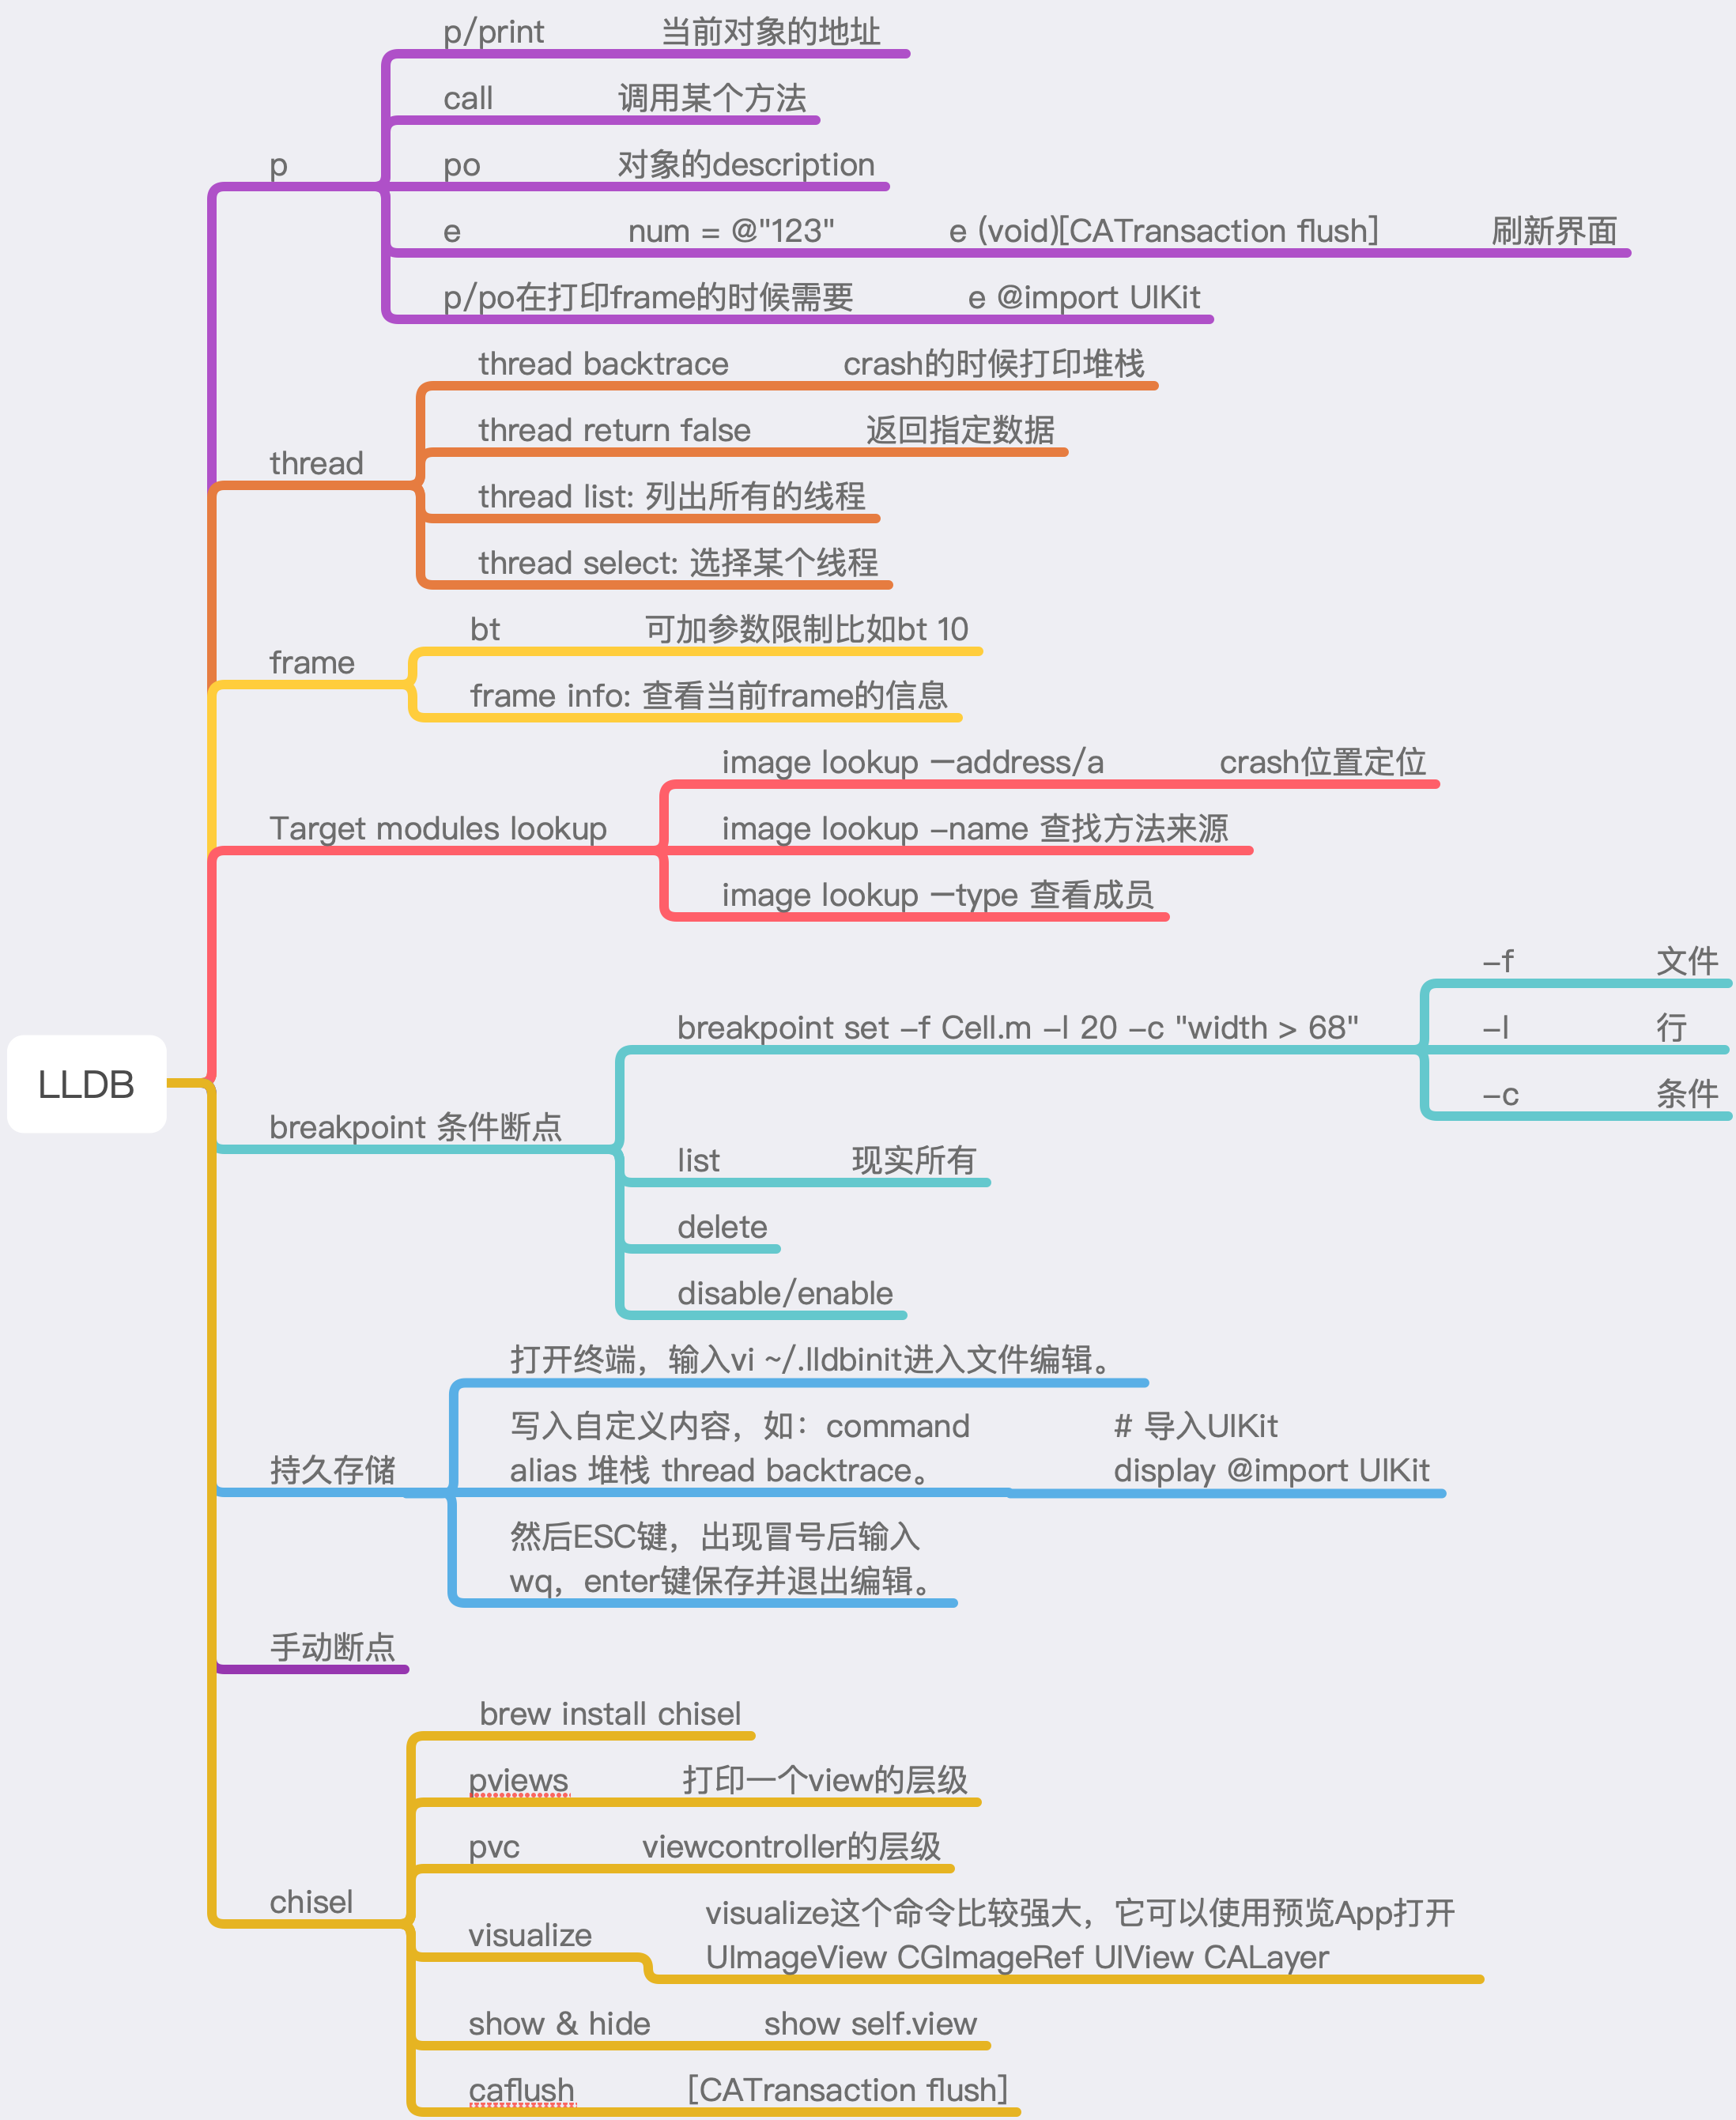 p/print 当前对象的地址
call 调用某个方法
p
po 对象的description
e num = @"123" e (void)[CATransaction flush] 刷新界面
p/po在打印frame的时候需要 e @import UIKit
thread backtrace crash的时候打印堆栈
thread return false 返回指定数据
thread
thread list: 列出所有的线程
thread select: 选择某个线程
bt 可加参数限制比如bt 10
frame
frame info: 查看当前frame的信息
image lookup —address/a crash位置定位
Target modules lookup
image lookup –name 查找方法来源
image lookup —type 查看成员
LLDB
breakpoint 条件断点
breakpoint set –f Cell.m –l 20 –c "width > 68"
–f 文件
–l 行
–c 条件
list 现实所有
delete
disable/enable
持久存储
打开终端，输入vi ~/.lldbinit进入文件编辑。
写入自定义内容，如：command
alias 堆栈 thread backtrace。
# 导入UIKit
display @import UIKit
然后ESC键，出现冒号后输入
wq，enter键保存并退出编辑。
手动断点
chisel
brew install chisel
pviews 打印一个view的层级
pvc viewcontroller的层级
visualize
visualize这个命令比较强大，它可以使用预览App打开
UImageView CGImageRef UIView CALayer
show & hide show self.view
caflush [CATransaction flush]